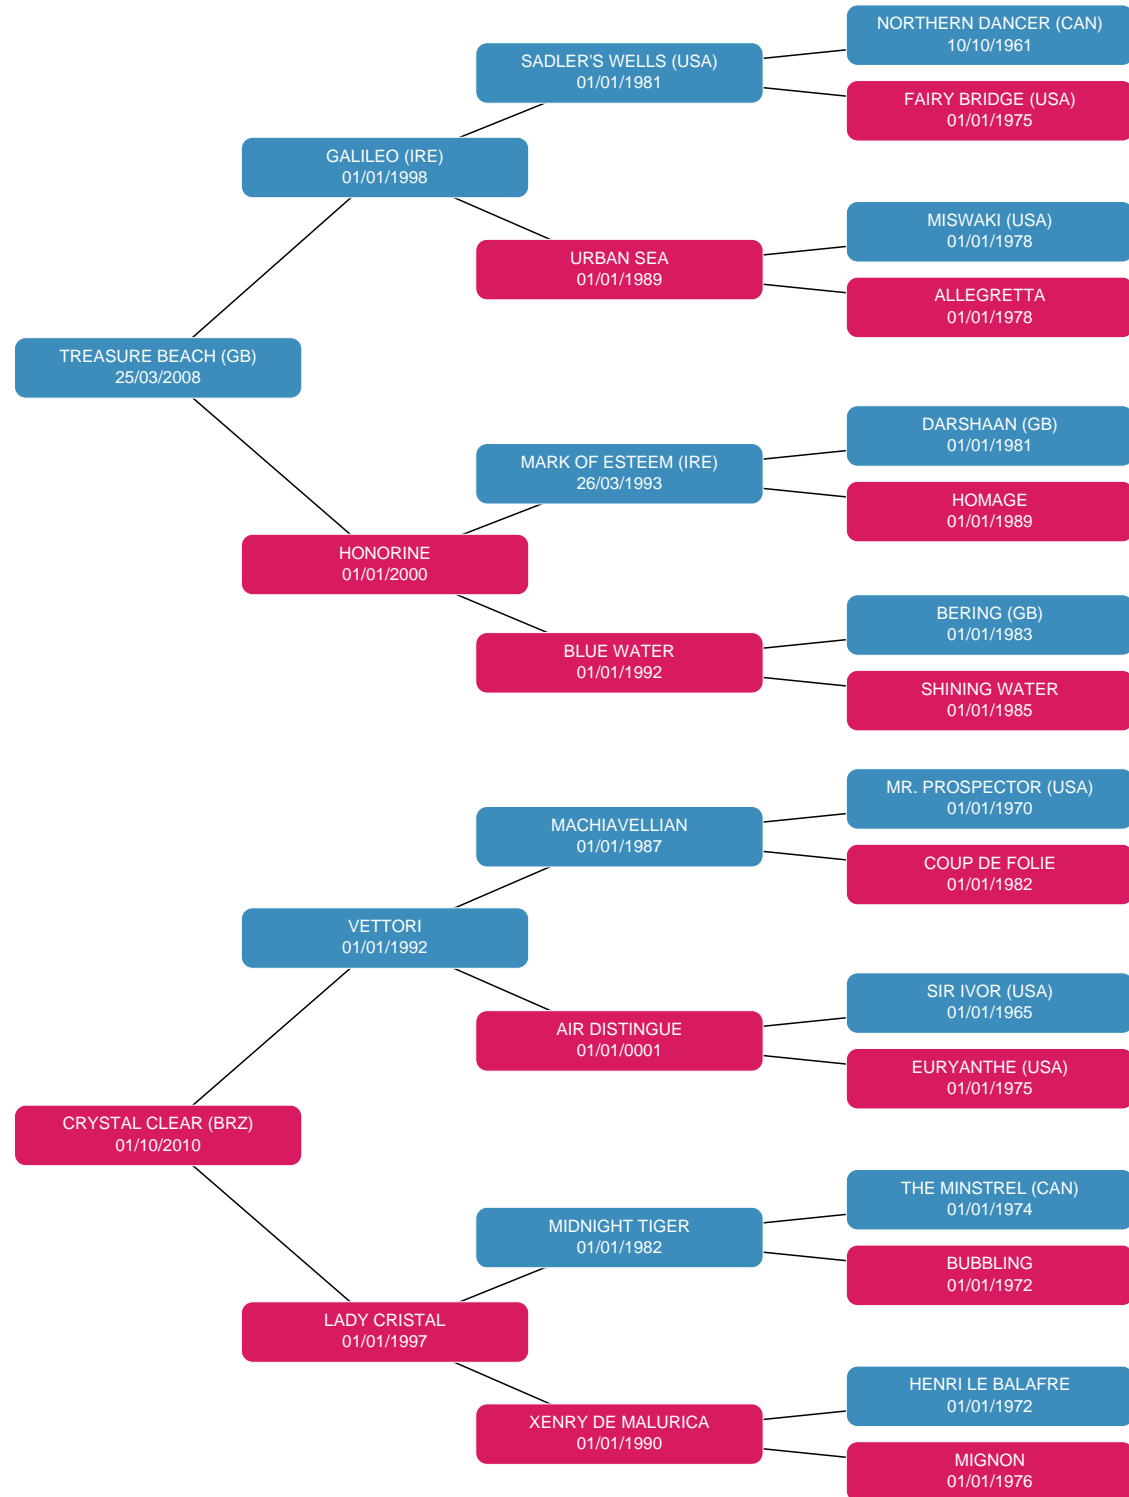 NORTHERN DANCER (CAN)
10/10/1961
SADLER'S WELLS (USA)
01/01/1981
FAIRY BRIDGE (USA)
01/01/1975
GALILEO (IRE)
01/01/1998
MISWAKI (USA)
01/01/1978
URBAN SEA
01/01/1989
ALLEGRETTA
01/01/1978
TREASURE BEACH (GB)
25/03/2008
DARSHAAN (GB)
01/01/1981
MARK OF ESTEEM (IRE)
26/03/1993
HOMAGE
01/01/1989
HONORINE
01/01/2000
BERING (GB)
01/01/1983
BLUE WATER
01/01/1992
SHINING WATER
01/01/1985
MR. PROSPECTOR (USA)
01/01/1970
MACHIAVELLIAN
01/01/1987
COUP DE FOLIE
01/01/1982
VETTORI
01/01/1992
SIR IVOR (USA)
01/01/1965
AIR DISTINGUE
01/01/0001
EURYANTHE (USA)
01/01/1975
CRYSTAL CLEAR (BRZ)
01/10/2010
THE MINSTREL (CAN)
01/01/1974
MIDNIGHT TIGER
01/01/1982
BUBBLING
01/01/1972
LADY CRISTAL
01/01/1997
HENRI LE BALAFRE
01/01/1972
XENRY DE MALURICA
01/01/1990
MIGNON
01/01/1976